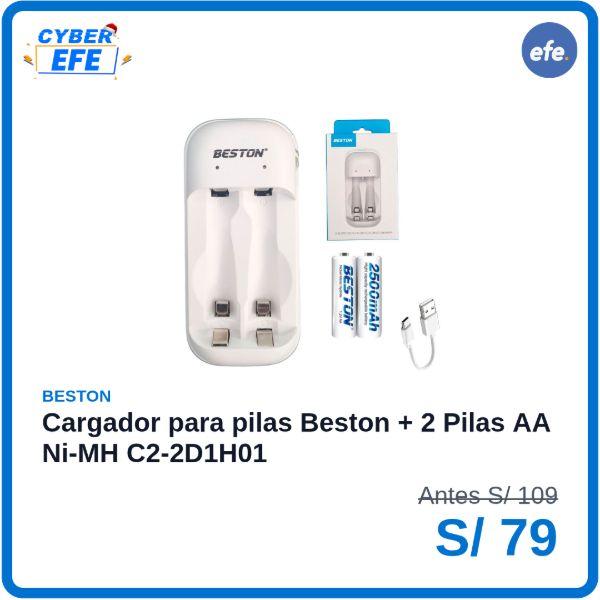 CYBER
EFE
efe.
BESTON
BESTON
BESTON
2500mAh
BESTON
Cargador para pilas Beston + 2 Pilas AA
Ni-MH C2-2D1H01
Antes S/ 109
S/ 79